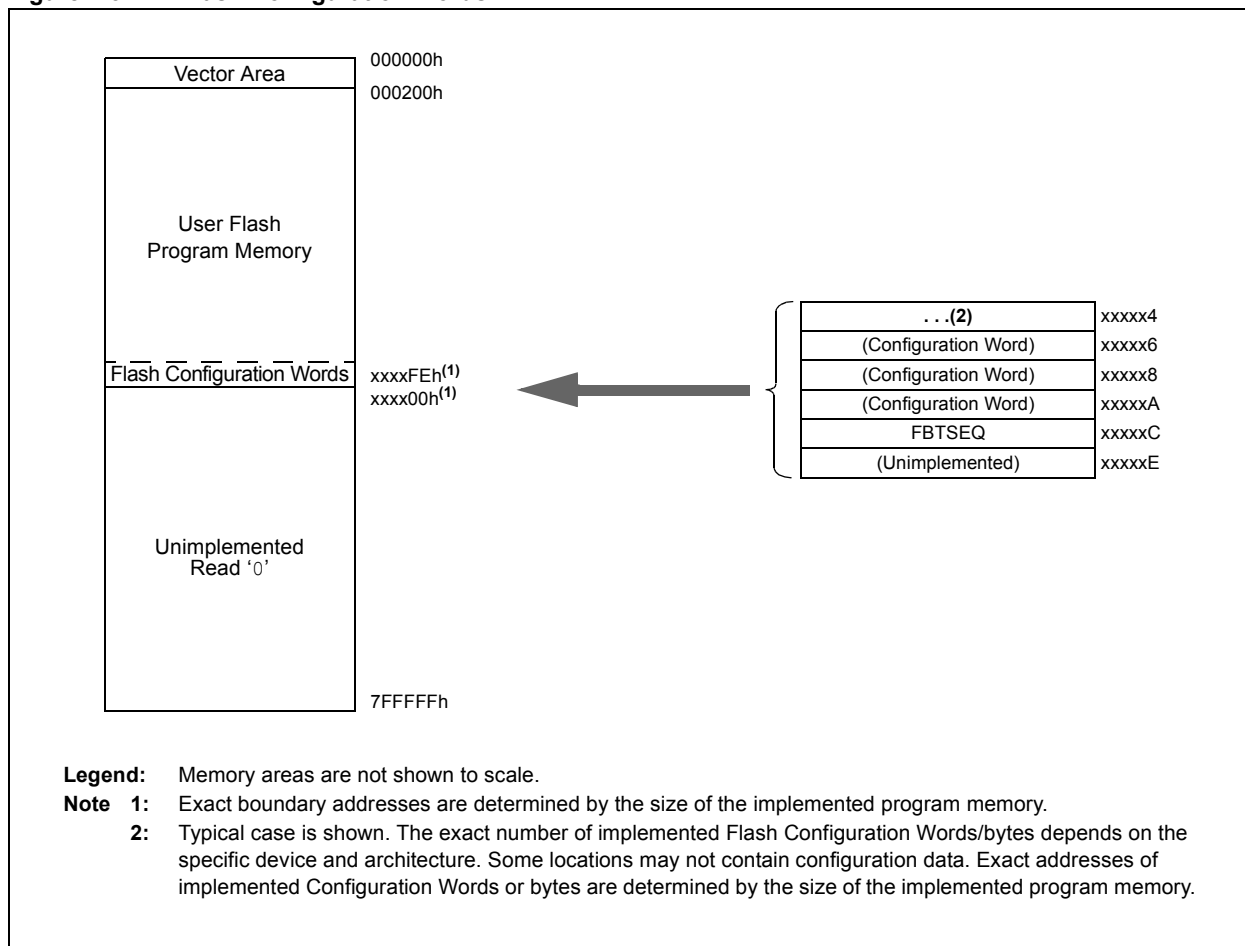 000000h
Vector Area
000200h
User Flash
Program Memory
Flash Configuration Words
xxxxFEh(1)
xxxx00h(1)
Unimplemented
Read ‘0’
7FFFFFh
. . .(2) xxxxx4
(Configuration Word) xxxxx6
(Configuration Word) xxxxx8
(Configuration Word) xxxxxA
FBTSEQ xxxxxC
(Unimplemented) xxxxxE
Legend: Memory areas are not shown to scale.
Note 1: Exact boundary addresses are determined by the size of the implemented program memory.
2: Typical case is shown. The exact number of implemented Flash Configuration Words/bytes depends on the
specific device and architecture. Some locations may not contain configuration data. Exact addresses of
implemented Configuration Words or bytes are determined by the size of the implemented program memory.